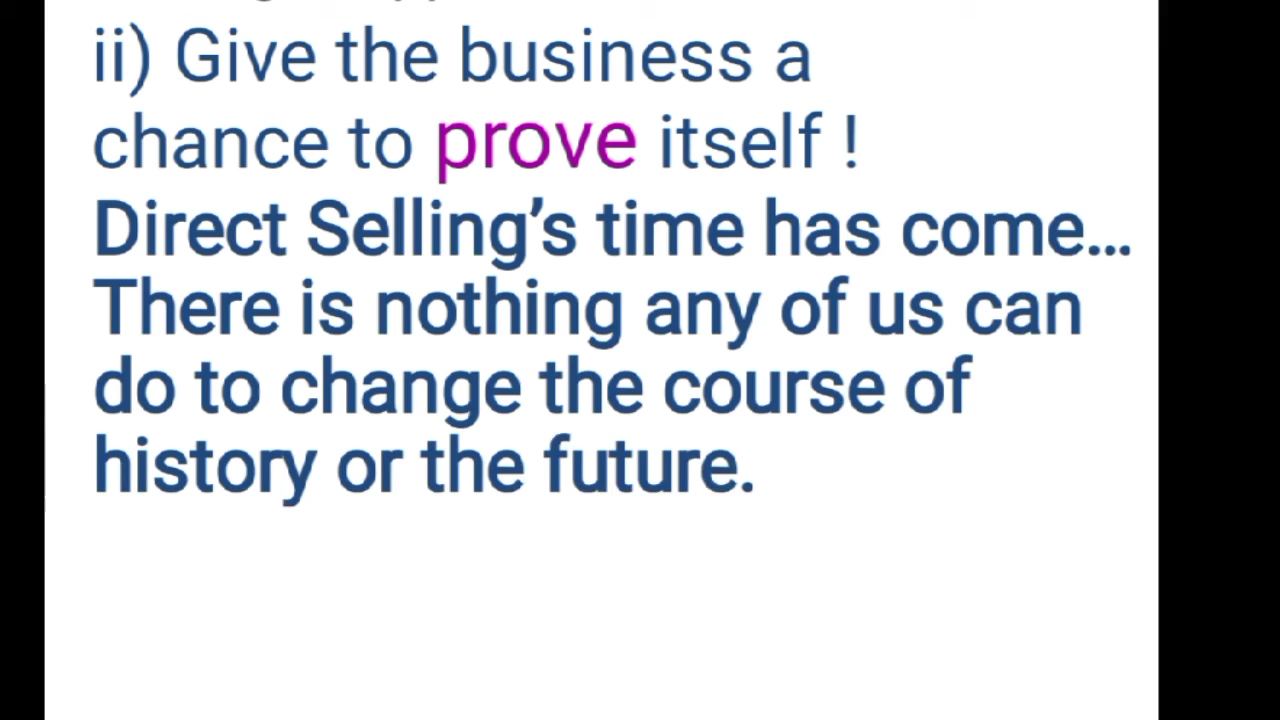 ii) Give the business a
chance to prove itself !
Direct Selling’s time has come...
There is nothing any of us can
do to change the course of
history or the future.